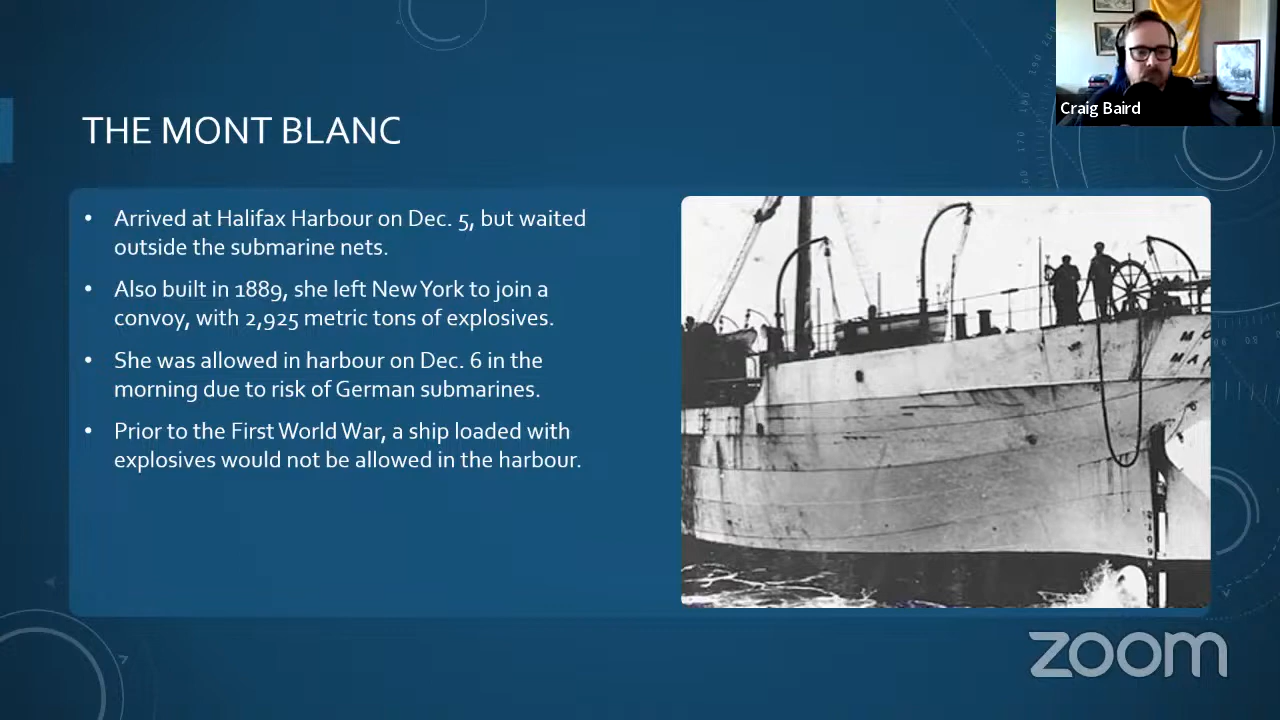 Craig Baird
THE MONT BLANC
• Arrived at Halifax Harbour on Dec. 5, but waited
outside the submarine nets.
• Also built in 1889, she left New York to join a
convoy, with 2,925 metric tons of explosives.
• She was allowed in harbour on Dec. 6 in the
morning due to risk of German submarines.
• Prior to the First World War, a ship loaded with
explosives would not be allowed in the harbour.
zoom